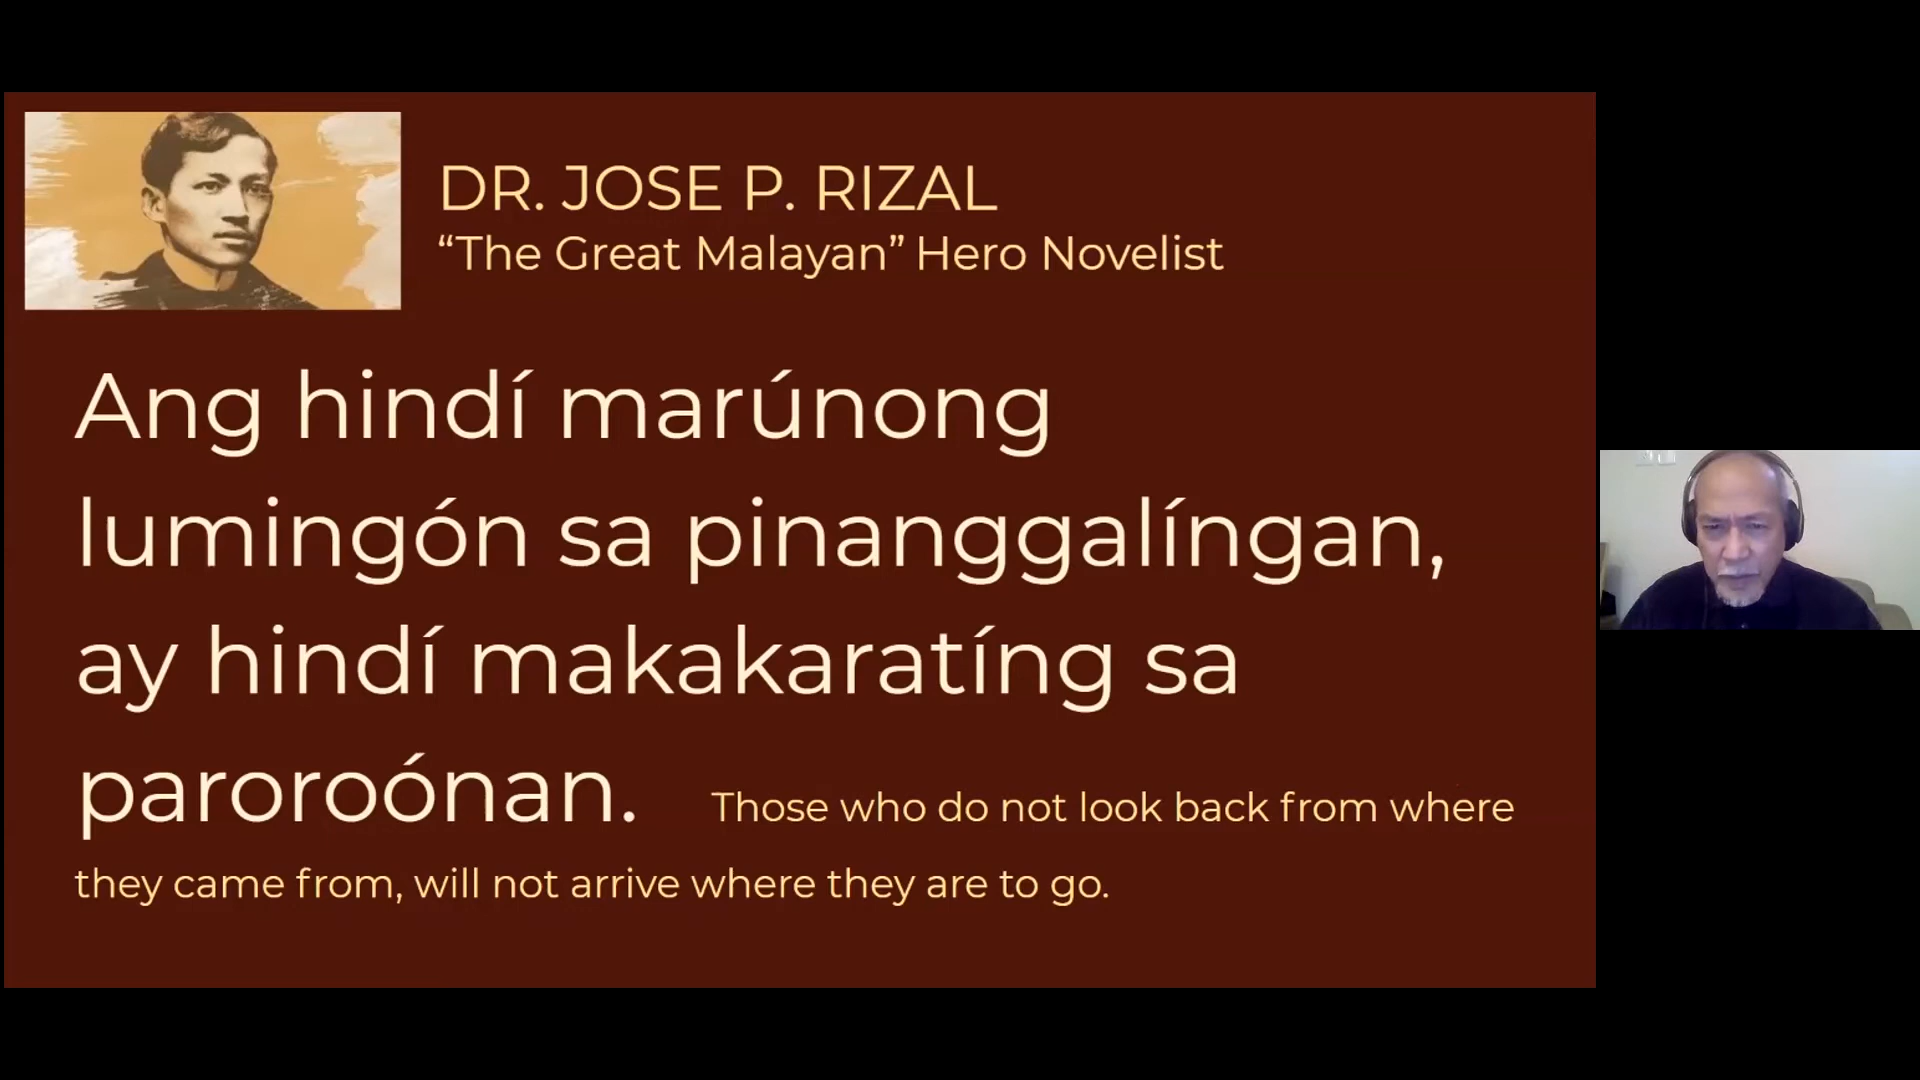 DR. JOSE P. RIZAL
“The Great Malayan” Hero Novelist
Ang hindí marúnong
lumingón sa pinanggalíngan,
ay hindí makakaratíng sa
paroroónan. Those who do not look back from where
they came from, will not arrive where they are to go.